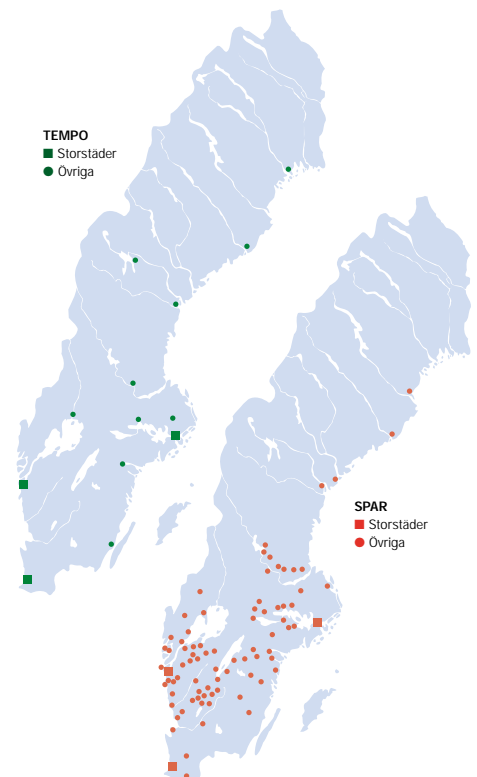 TEMPO
Storstäder
Övriga
SPAR
Storstäder
Övriga